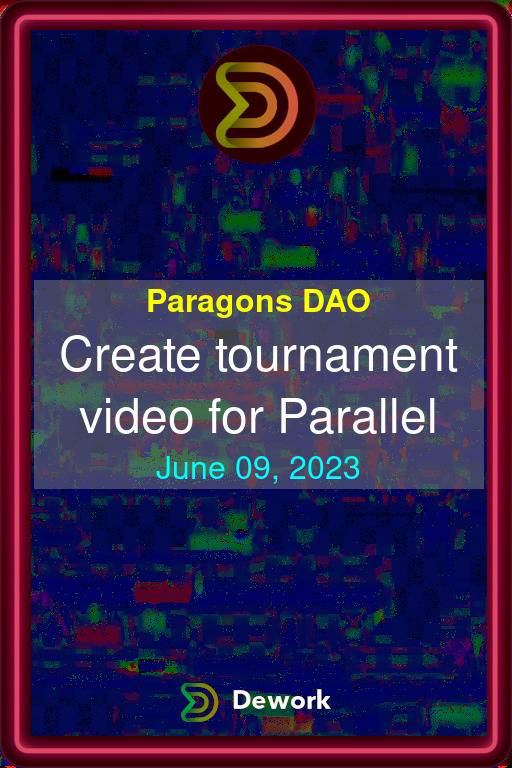 Paragons DAO
Create tournament
video for Parallel
June 09, 2023
Dework